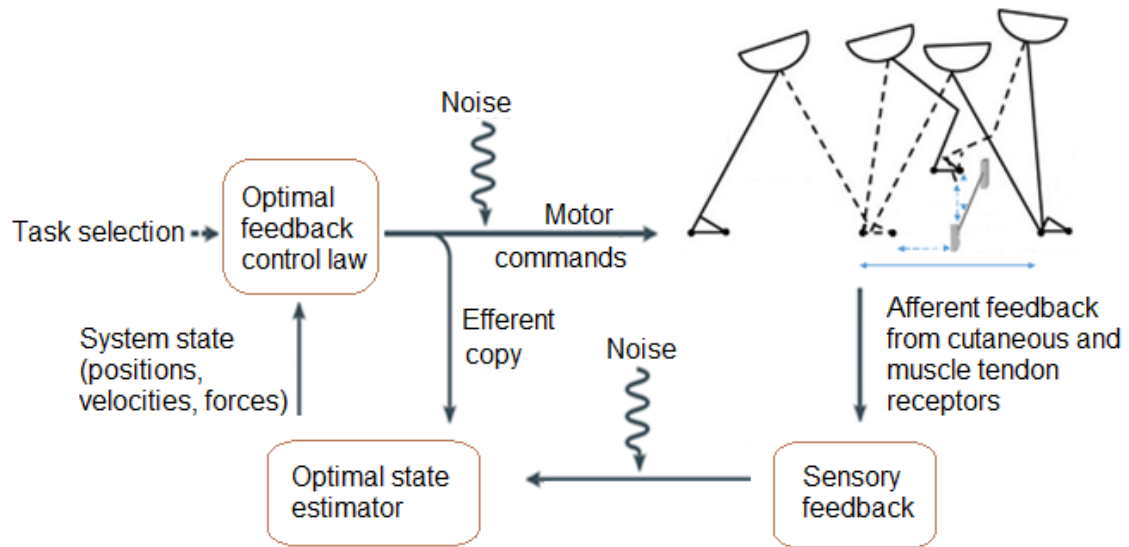 Noise
Task selection
Optimal
feedback
control law
Motor
commands
System state
(positions,
velocities, forces)
Efferent
copy
Noise
Afferent feedback
from cutaneous and
muscle tendon
receptors
Optimal state
estimator
Sensory
feedback